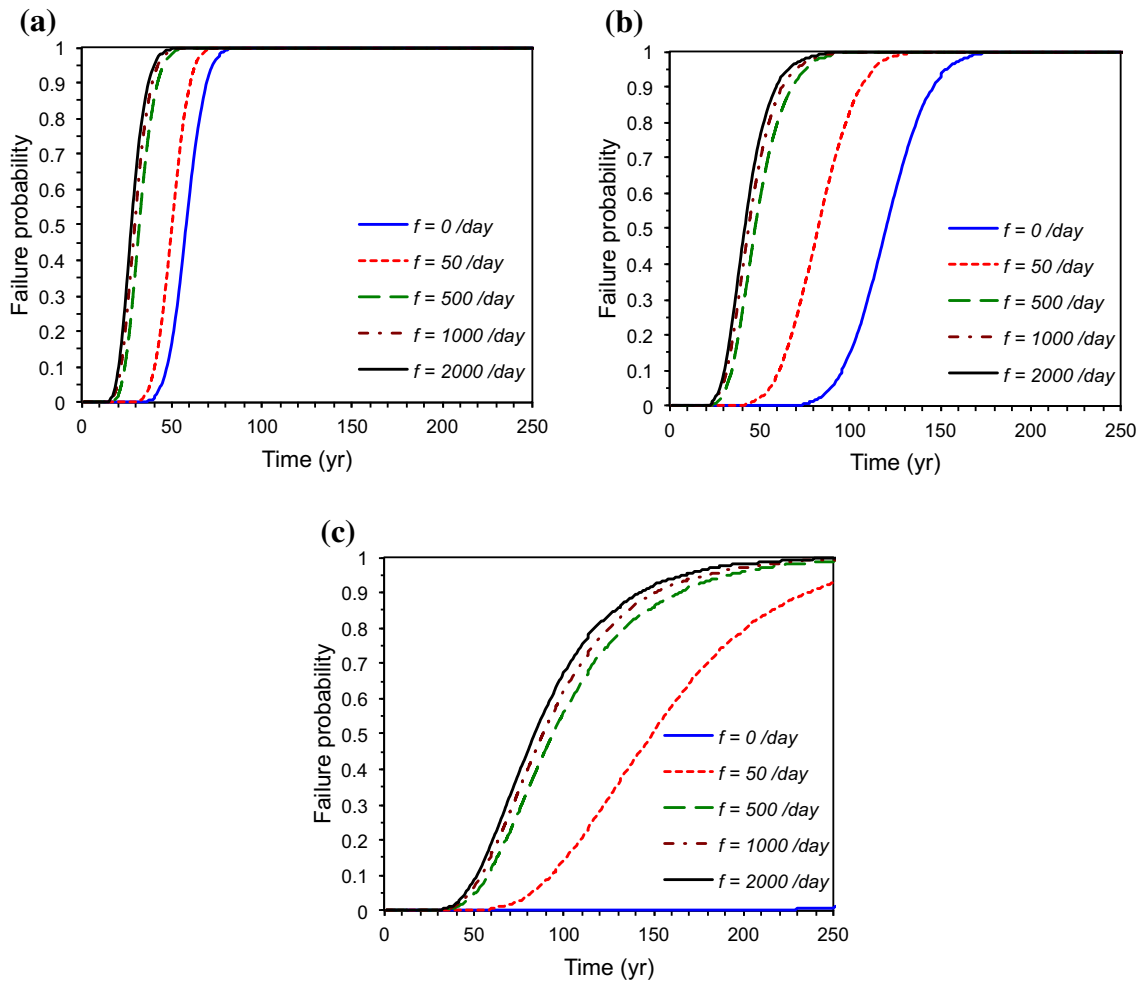 (a)
1
0.9
0.8
0.7
0.6
0.5
0.4
0.3
0.2
0.1
0
Failure probability
f = 0 /day
f = 50 /day
f = 500 /day
f = 1000 /day
f = 2000 /day
0 50 100 150 200 250
Time (yr)
(b)
1
0.9
0.8
0.7
0.6
0.5
0.4
0.3
0.2
0.1
0
Failure probability
f = 0 /day
f = 50 /day
f = 500 /day
f = 1000 /day
f = 2000 /day
0 50 100 150 200 250
Time (yr)
(c)
1
0.9
0.8
0.7
0.6
0.5
0.4
0.3
0.2
0.1
0
Failure probability
f = 0 /day
f = 50 /day
f = 500 /day
f = 1000 /day
f = 2000 /day
0 50 100 150 200 250
Time (yr)